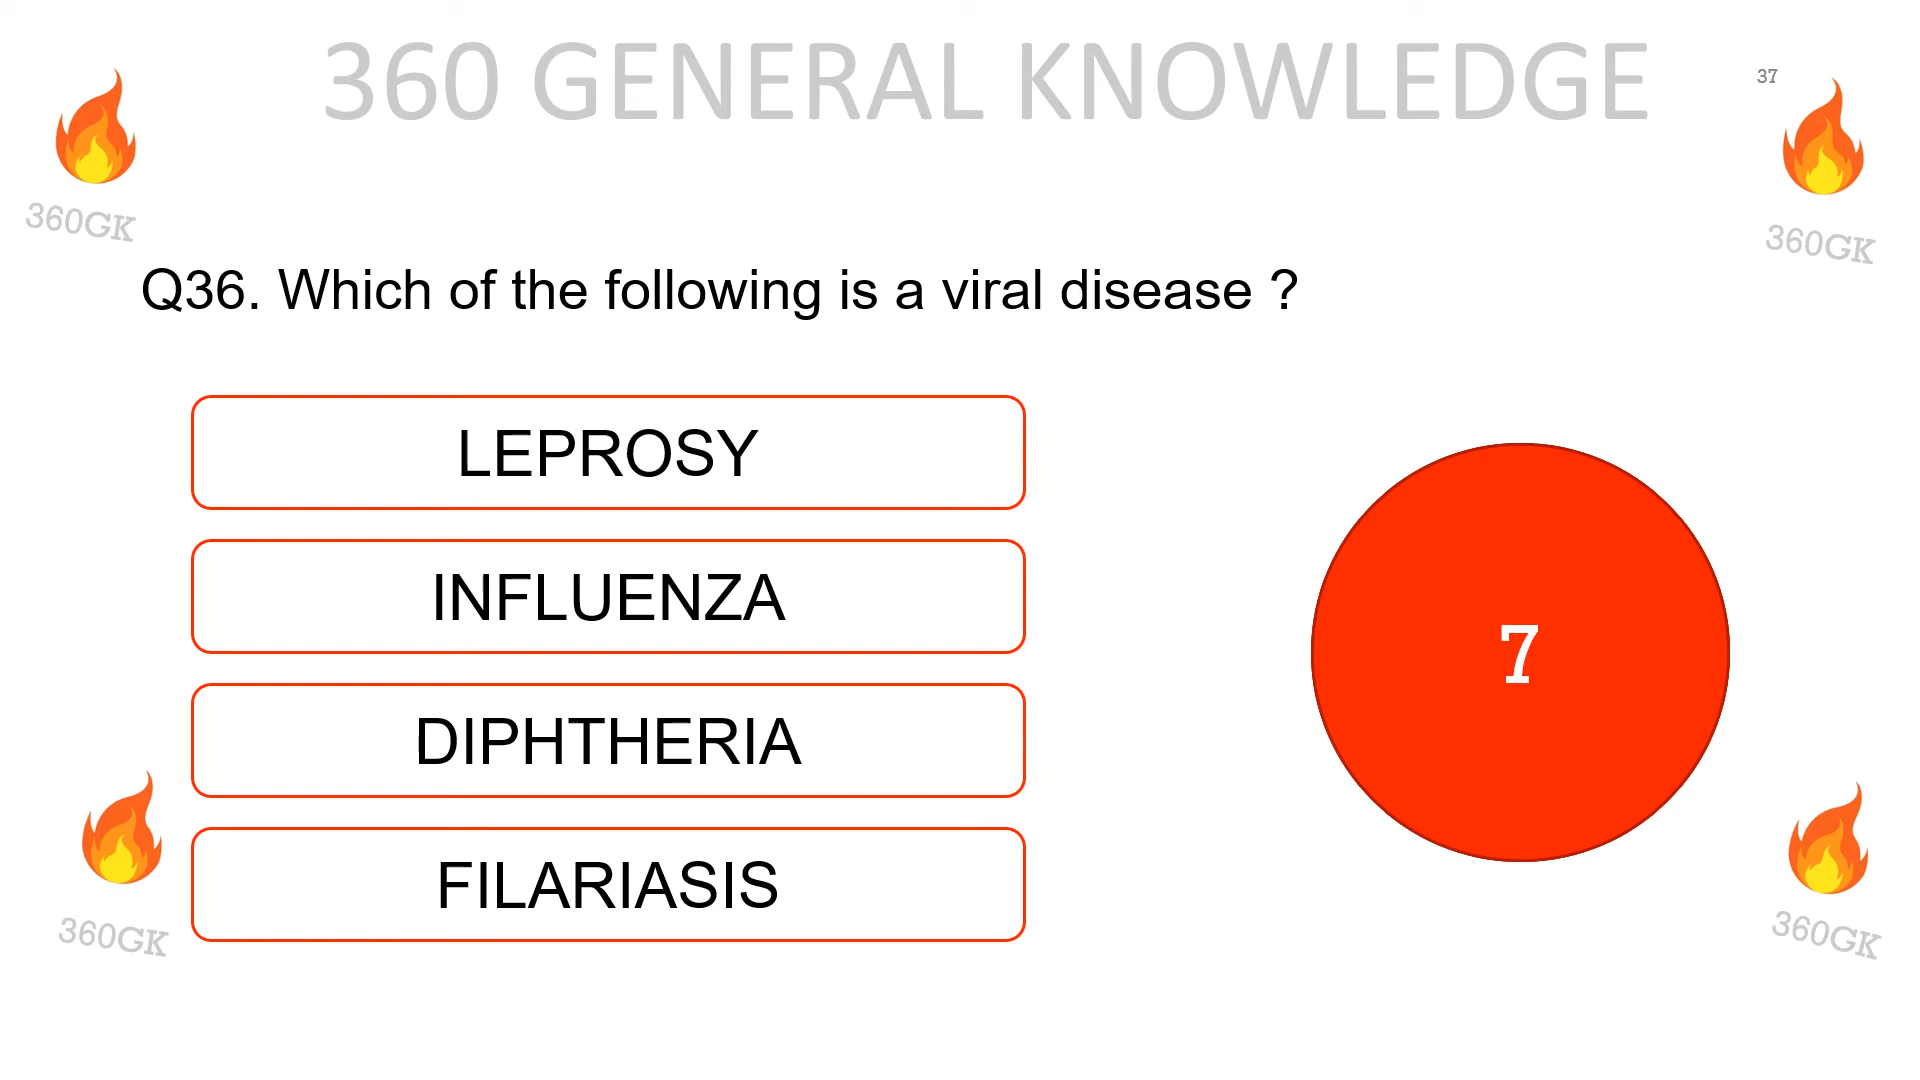 360 GENERAL KNOWLEDGE
37
360GK
360GK
Q36. Which of the following is a viral disease ?
LEPROSY
INFLUENZA
7
DIPHTHERIA
FILARIASIS
360GK
360GK